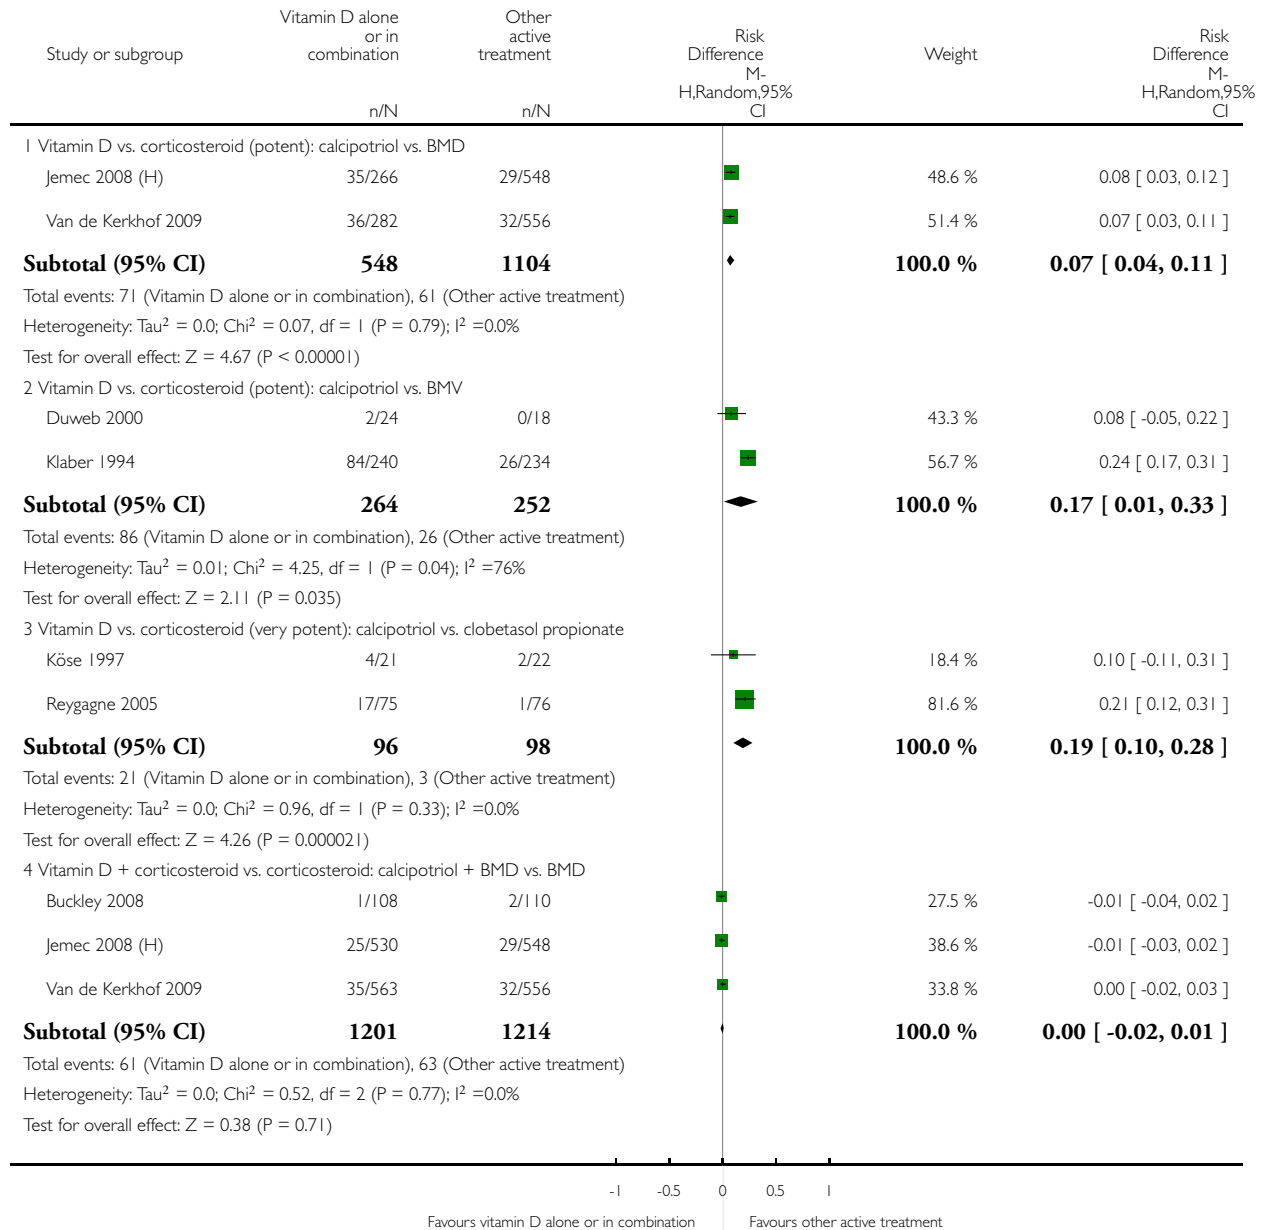 Study or subgroup Vitamin D alone or in combination Other active treatment Risk Difference Weight Risk Difference
n/N n/N M-H,Random,95% CI M-H,Random,95% CI
1 Vitamin D vs. corticosteroid (potent): calcipotriol vs. BMD
Jemec 2008 (H) 35/266 29/548 48.6 % 0.08 [ 0.03, 0.12 ]
Van de Kerkhof 2009 36/282 32/556 51.4 % 0.07 [ 0.03, 0.11 ]
Subtotal (95% CI) 548 1104 100.0 % 0.07 [ 0.04, 0.11 ]
Total events: 71 (Vitamin D alone or in combination), 61 (Other active treatment)
Heterogeneity: Tau² = 0.0; Chi² = 0.07, df = 1 (P = 0.79); I² =0.0%
Test for overall effect: Z = 4.67 (P < 0.00001)
2 Vitamin D vs. corticosteroid (potent): calcipotriol vs. BMV
Duweb 2000 2/24 0/18 43.3 % 0.08 [ -0.05, 0.22 ]
Klaber 1994 84/240 26/234 56.7 % 0.24 [ 0.17, 0.31 ]
Subtotal (95% CI) 264 252 100.0 % 0.17 [ 0.01, 0.33 ]
Total events: 86 (Vitamin D alone or in combination), 26 (Other active treatment)
Heterogeneity: Tau² = 0.01; Chi² = 4.25, df = 1 (P = 0.04); I² =76%
Test for overall effect: Z = 2.11 (P = 0.035)
3 Vitamin D vs. corticosteroid (very potent): calcipotriol vs. clobetasol propionate
Köse 1997 4/21 2/22 18.4 % 0.10 [ -0.11, 0.31 ]
Reygagne 2005 17/75 1/76 81.6 % 0.21 [ 0.12, 0.31 ]
Subtotal (95% CI) 96 98 100.0 % 0.19 [ 0.10, 0.28 ]
Total events: 21 (Vitamin D alone or in combination), 3 (Other active treatment)
Heterogeneity: Tau² = 0.0; Chi² = 0.96, df = 1 (P = 0.33); I² =0.0%
Test for overall effect: Z = 4.26 (P = 0.000021)
4 Vitamin D + corticosteroid vs. corticosteroid: calcipotriol + BMD vs. BMD
Buckley 2008 1/108 2/110 27.5 % -0.01 [ -0.04, 0.02 ]
Jemec 2008 (H) 25/530 29/548 38.6 % -0.01 [ -0.03, 0.02 ]
Van de Kerkhof 2009 35/563 32/556 33.8 % 0.00 [ -0.02, 0.03 ]
Subtotal (95% CI) 1201 1214 100.0 % 0.00 [ -0.02, 0.01 ]
Total events: 61 (Vitamin D alone or in combination), 63 (Other active treatment)
Heterogeneity: Tau² = 0.0; Chi² = 0.52, df = 2 (P = 0.77); I² =0.0%
Test for overall effect: Z = 0.38 (P = 0.71)
-1 -0.5 0 0.5 1
Favours vitamin D alone or in combination Favours other active treatment